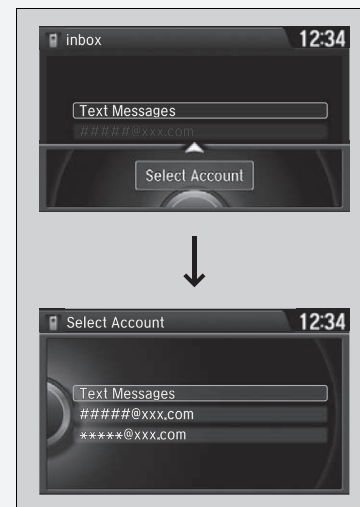 inbox 12:34
Text Messages
#####@xxx.com
Select Account
Select Account 12:34
Text Messages
#####@xxx.com
*****@xxx.com